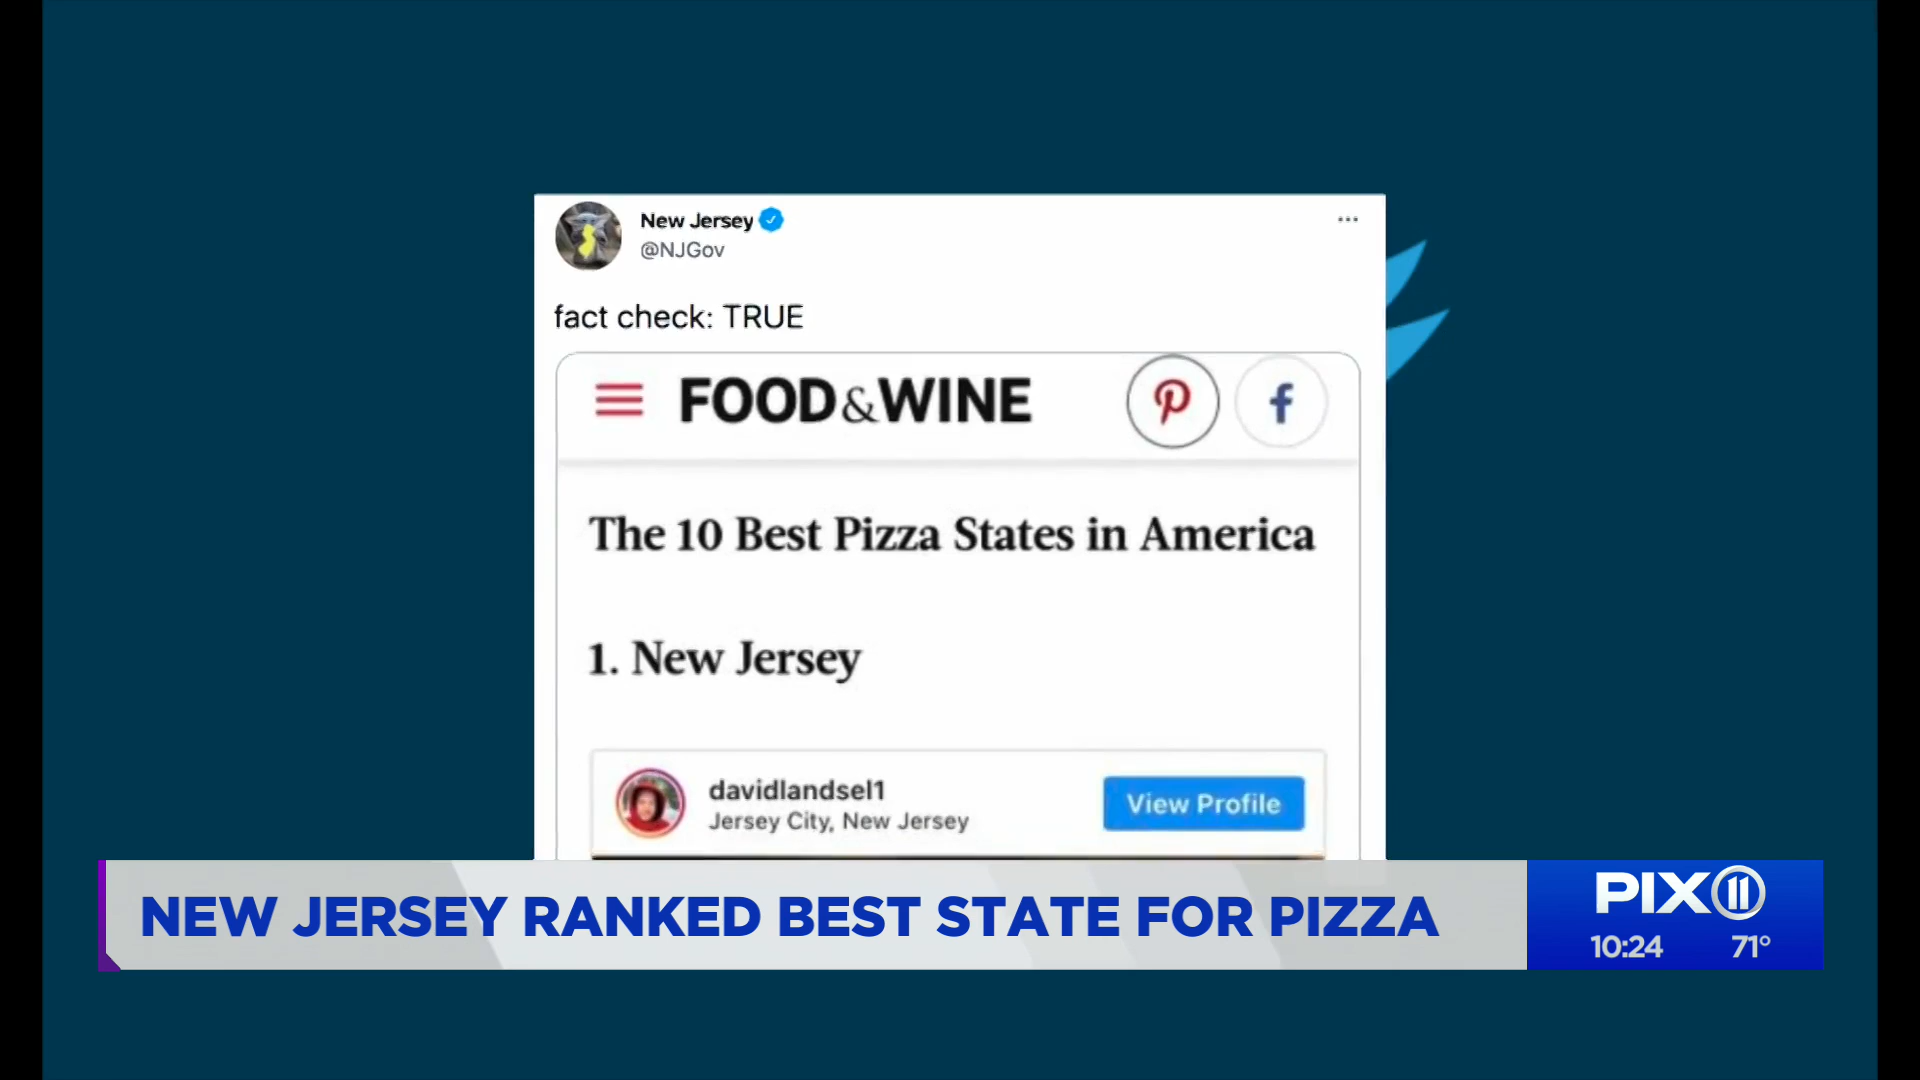 New Jersey
@NJGov
fact check: TRUE
FOOD&WINE
The 10 Best Pizza States in America
1. New Jersey
davidlandsel1
Jersey City, New Jersey
View Profile
NEW JERSEY RANKED BEST STATE FOR PIZZA
PIX11
10:24 71°